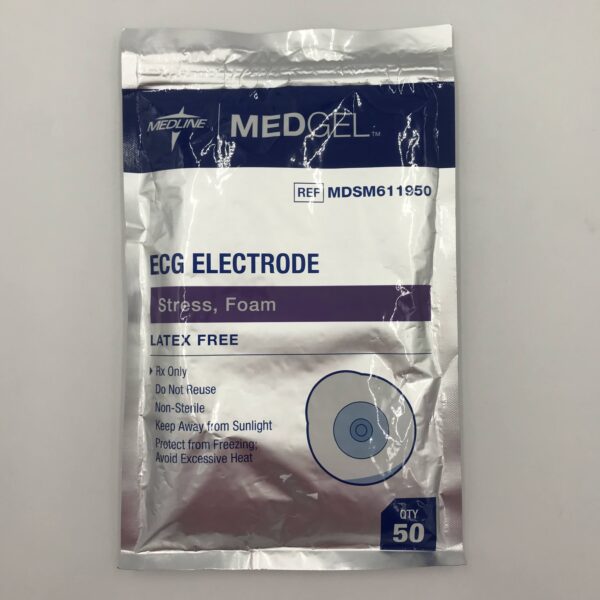 MEDLINE
MEDGEL™
REF MDSM611950
ECG ELECTRODE
Stress, Foam
LATEX FREE
Rx Only
Do Not Reuse
Non-Sterile
Keep Away from Sunlight
Protect from Freezing;
Avoid Excessive Heat
QTY
50